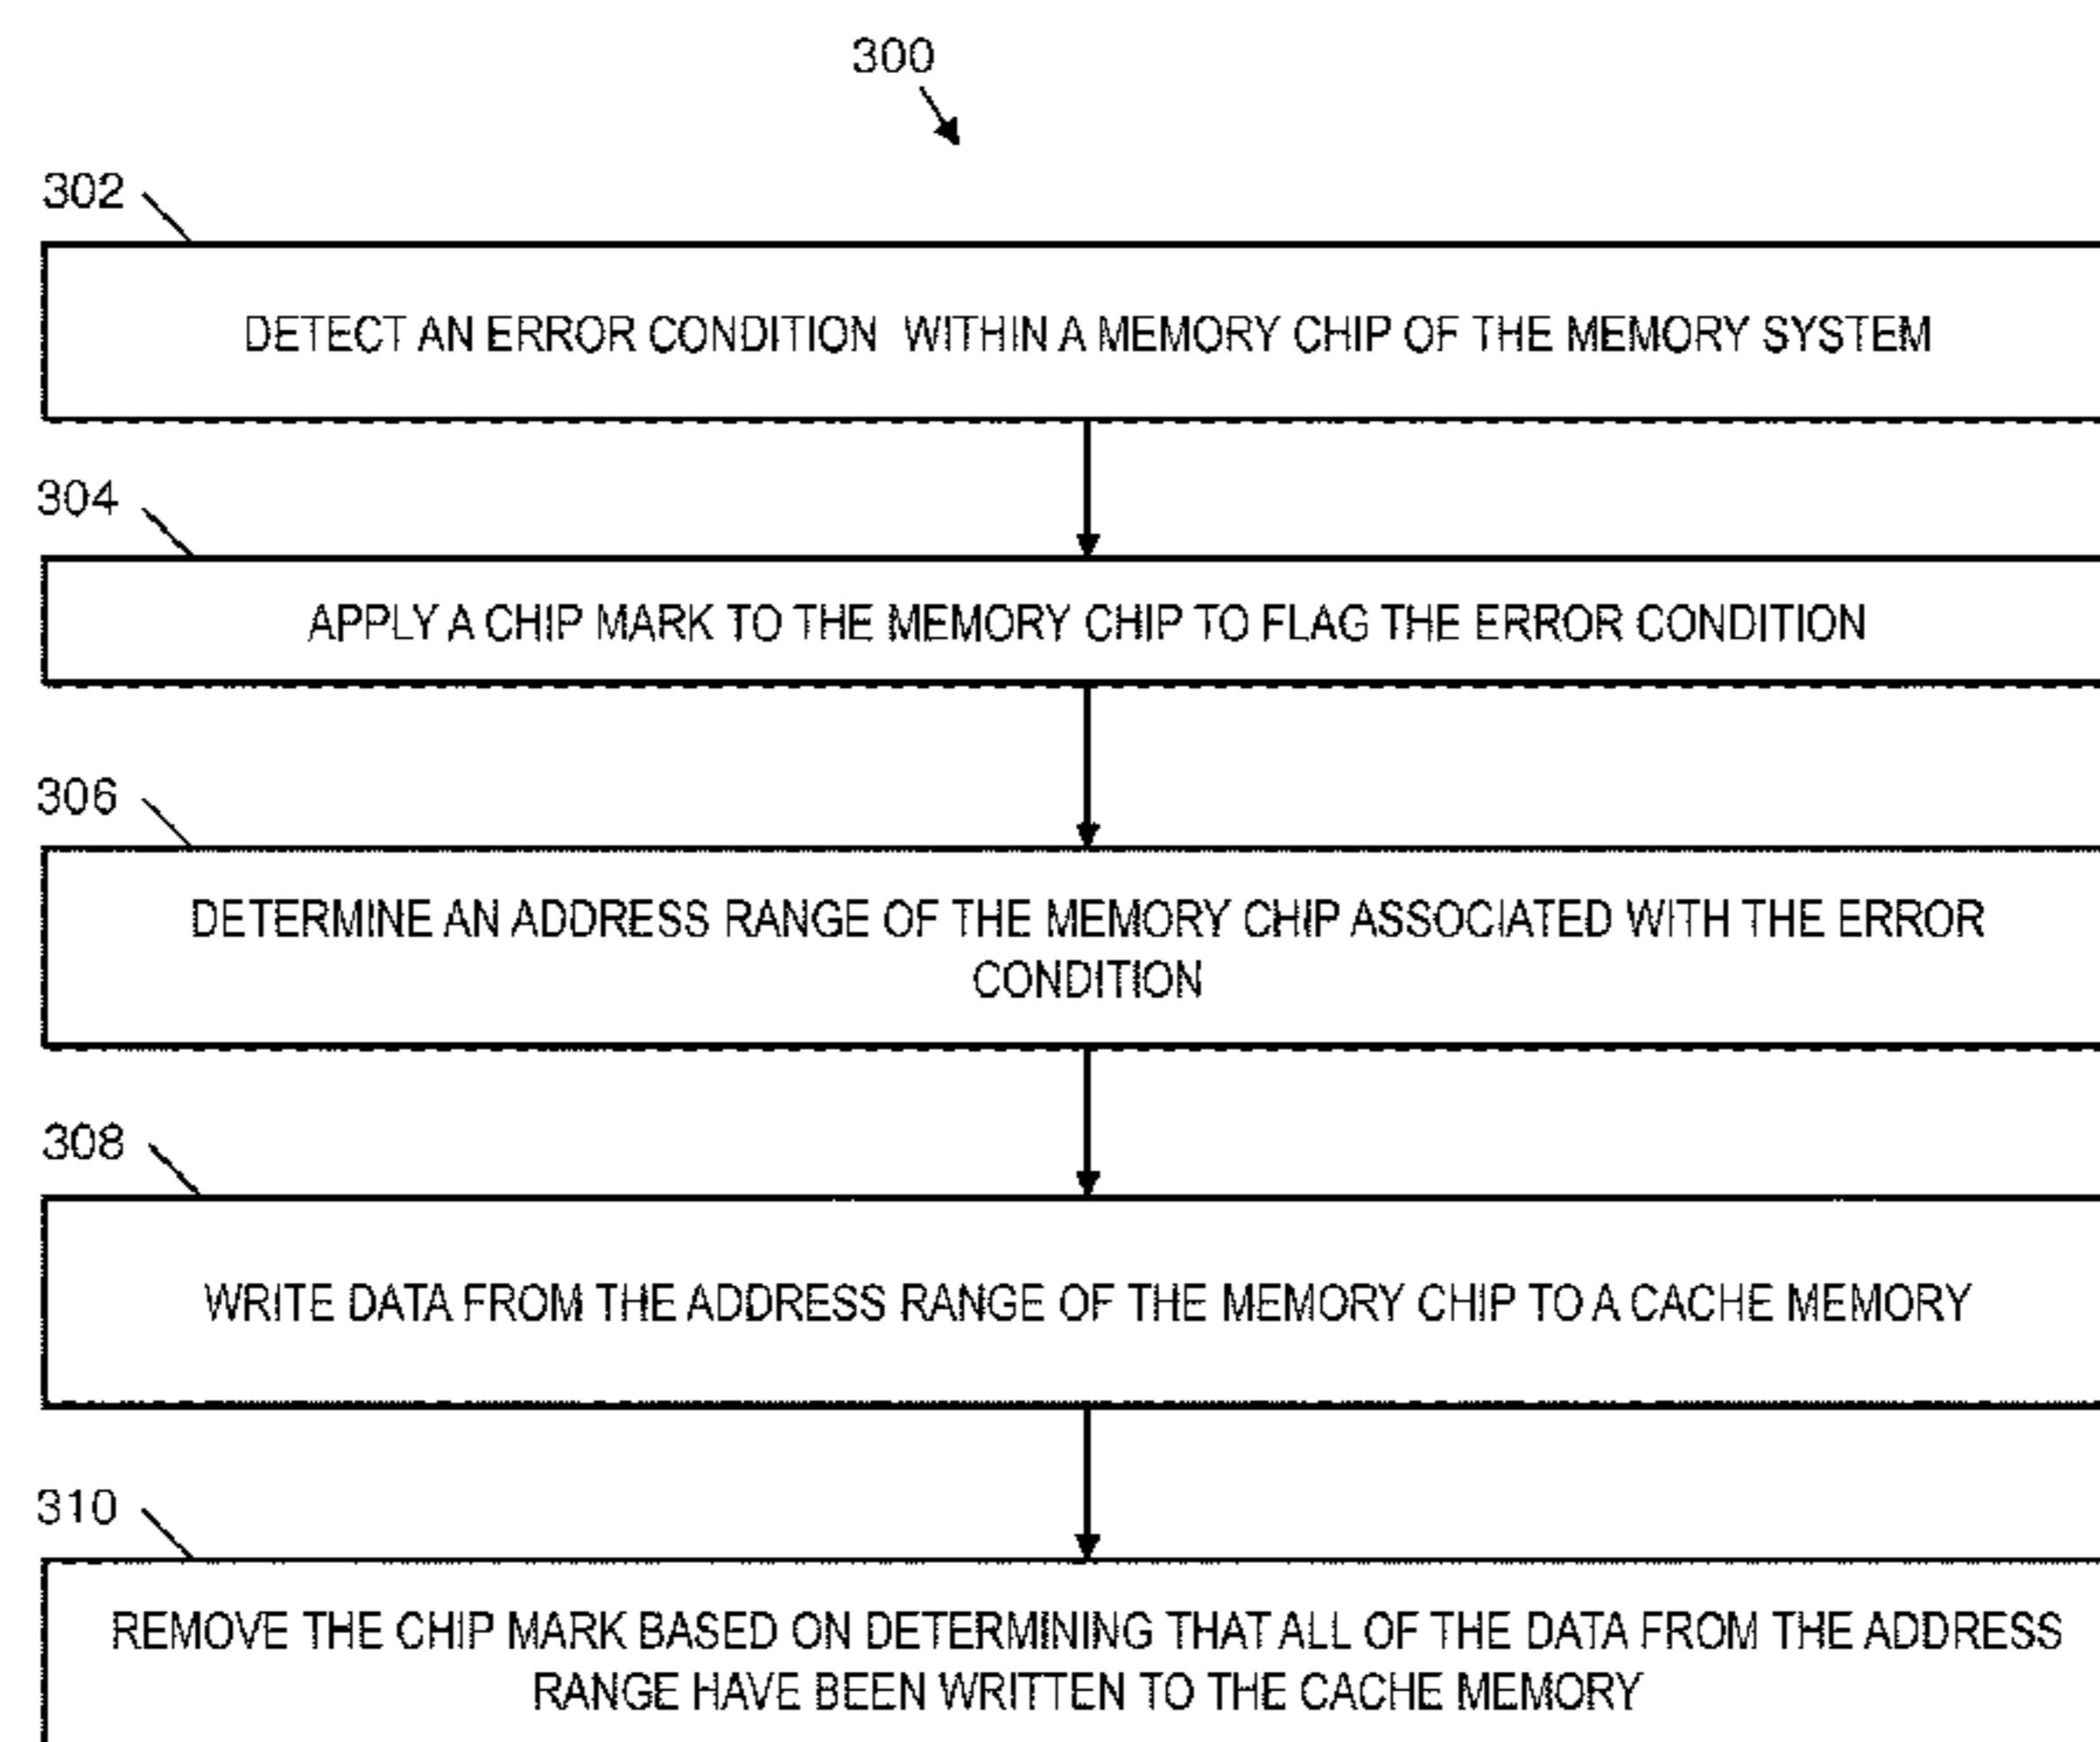 300
302
DETECT AN ERROR CONDITION WITHIN A MEMORY CHIP OF THE MEMORY SYSTEM
304
APPLY A CHIP MARK TO THE MEMORY CHIP TO FLAG THE ERROR CONDITION
306
DETERMINE AN ADDRESS RANGE OF THE MEMORY CHIP ASSOCIATED WITH THE ERROR
CONDITION
308
WRITE DATA FROM THE ADDRESS RANGE OF THE MEMORY CHIP TO A CACHE MEMORY
310
REMOVE THE CHIP MARK BASED ON DETERMINING THAT ALL OF THE DATA FROM THE ADDRESS
RANGE HAVE BEEN WRITTEN TO THE CACHE MEMORY